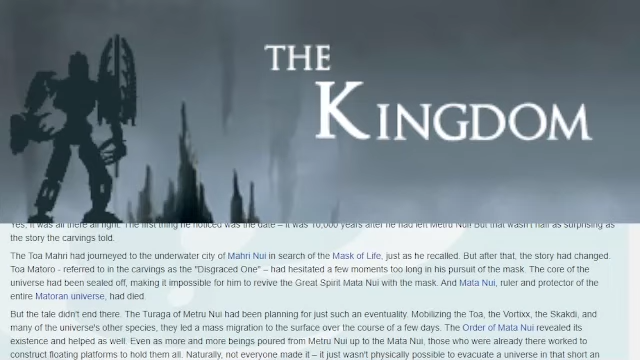 THE
KINGDOM
Yes, it was all there all right. The first thing he noticed was the date – it was 10,000 years after he had left Metru Nui! But that wasn't half as surprising as
the story the carvings told.
The Toa Mahri had journeyed to the underwater city of Mahri Nui in search of the Mask of Life, just as he recalled. But after that, the story had changed.
Toa Matoro - referred to in the carvings as the "Disgraced One" – had hesitated a few moments too long in his pursuit of the mask. The core of the
universe had been sealed off, making it impossible for him to revive the Great Spirit Mata Nui with the mask. And Mata Nui, ruler and protector of the
entire Matoran universe, had died.
But the tale didn't end there. The Turaga of Metru Nui had been planning for just such an eventuality. Mobilizing the Toa, the Vortixx, the Skakdi, and
many of the universe's other species, they led a mass migration to the surface over the course of a few days. The Order of Mata Nui revealed its
existence and helped as well. Even as more and more beings poured from Metru Nui up to the Mata Nui, those who were already there worked to
construct floating platforms to hold them all. Naturally, not everyone made it – it just wasn't physically possible to evacuate a universe in that short an